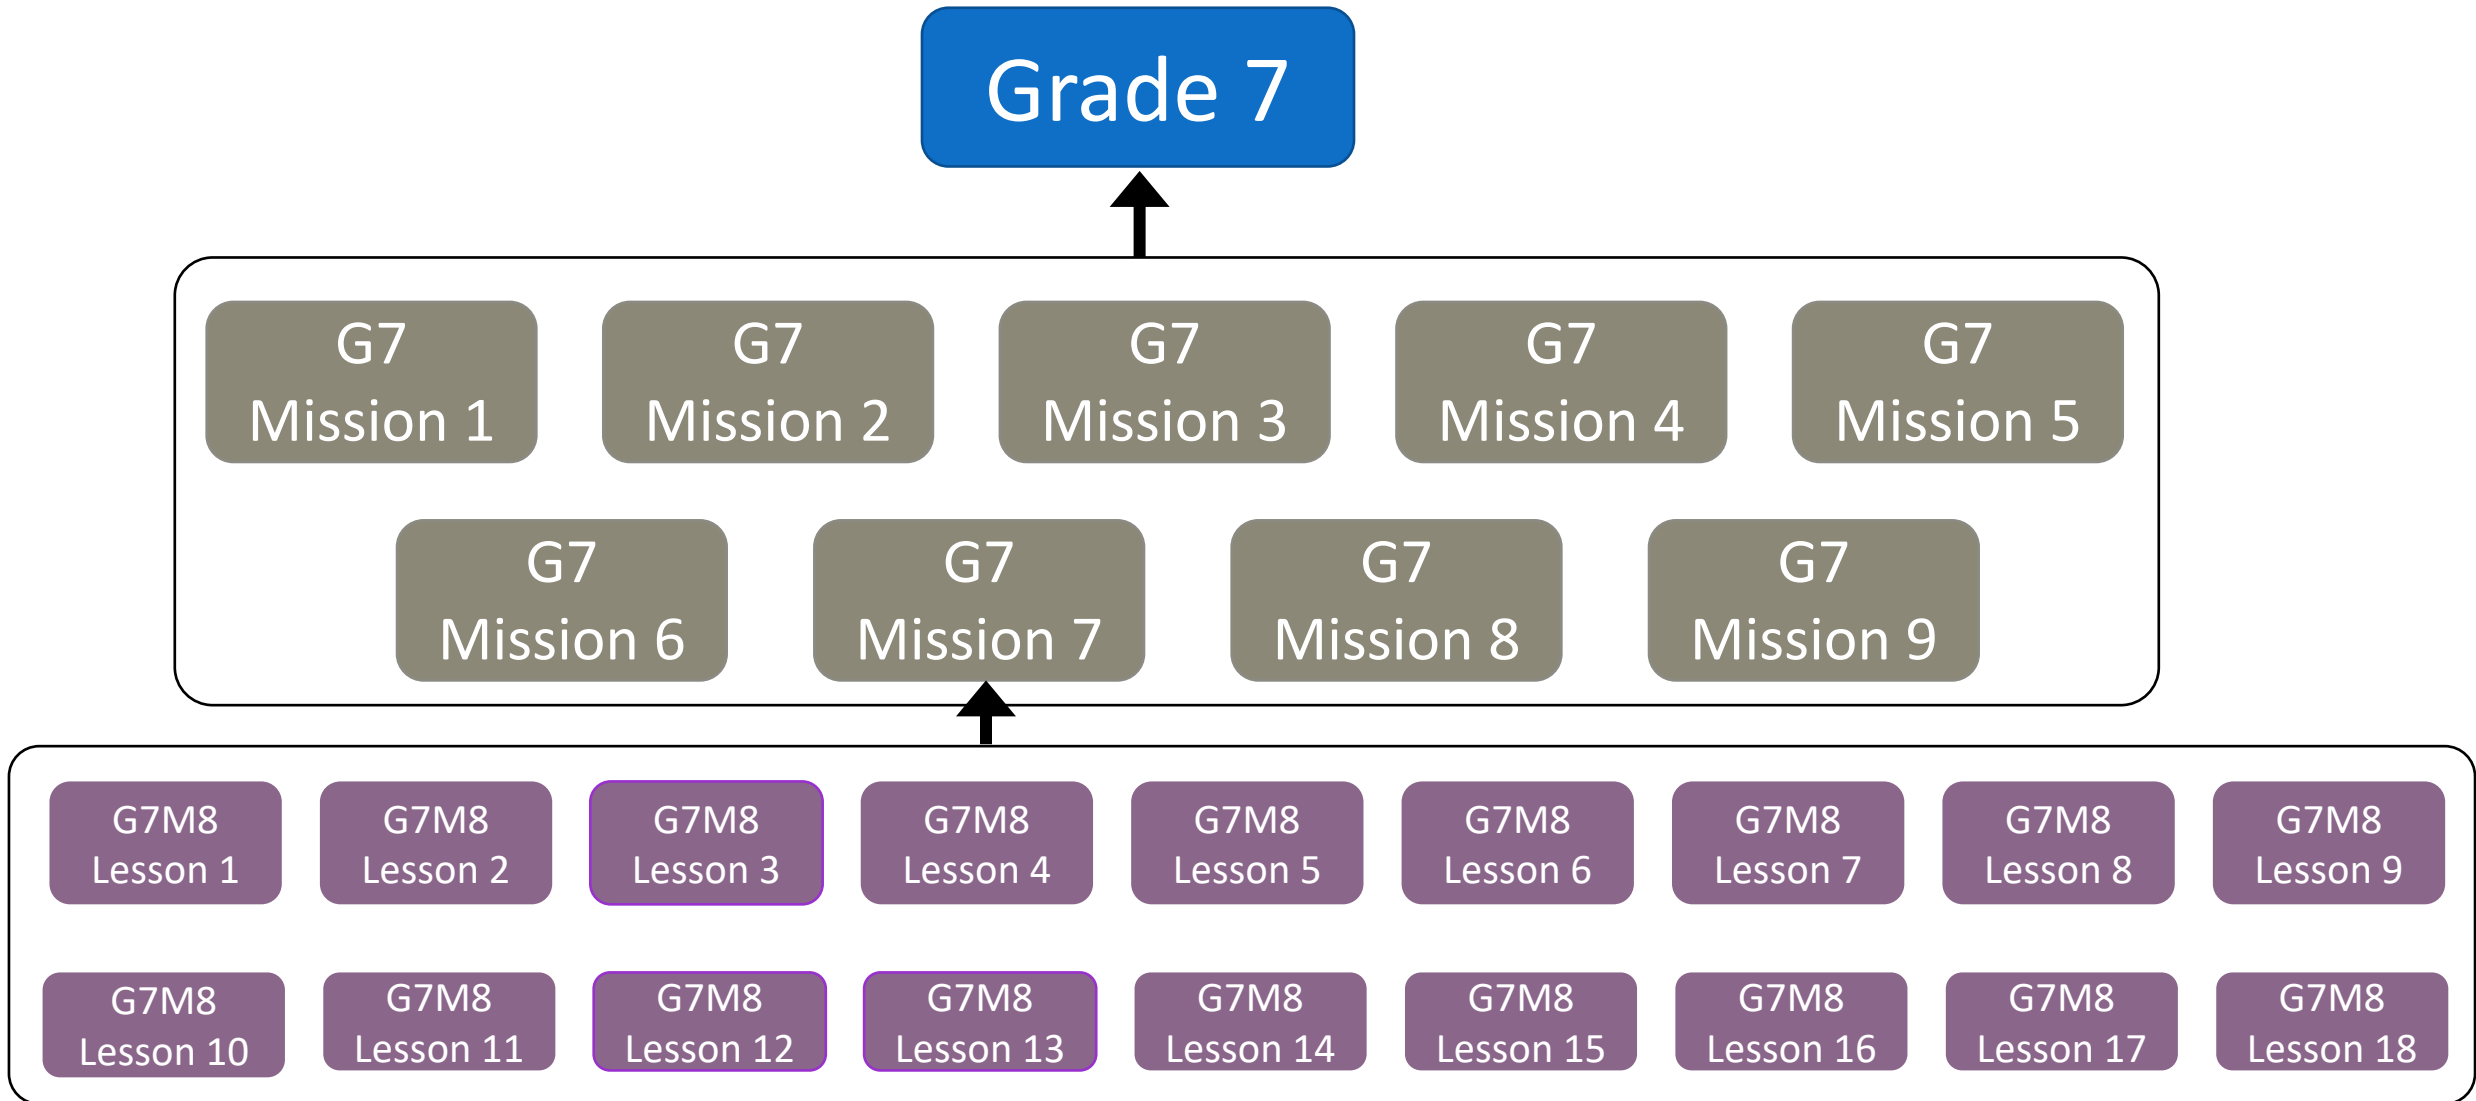 Grade 7
G7
Mission 1
G7
Mission 2
G7
Mission 3
G7
Mission 4
G7
Mission 5
G7
Mission 6
G7
Mission 7
G7
Mission 8
G7
Mission 9
G7M8
Lesson 1
G7M8
Lesson 2
G7M8
Lesson 3
G7M8
Lesson 4
G7M8
Lesson 5
G7M8
Lesson 6
G7M8
Lesson 7
G7M8
Lesson 8
G7M8
Lesson 9
G7M8
Lesson 10
G7M8
Lesson 11
G7M8
Lesson 12
G7M8
Lesson 13
G7M8
Lesson 14
G7M8
Lesson 15
G7M8
Lesson 16
G7M8
Lesson 17
G7M8
Lesson 18